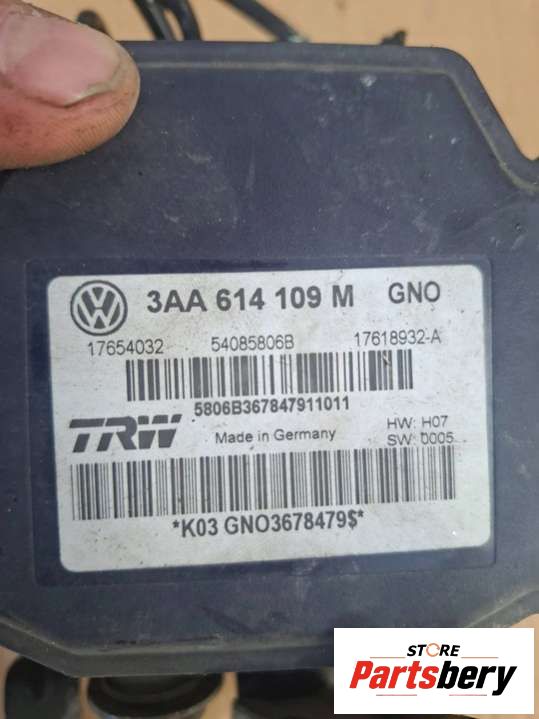 3AA 614 109 M GNO
17654032 54085806B 17618932-A
5806B367847911011
TRW Made in Germany HW: H07
SW: 0005
*K03 GNO3678479$*
STORE
Partsbery